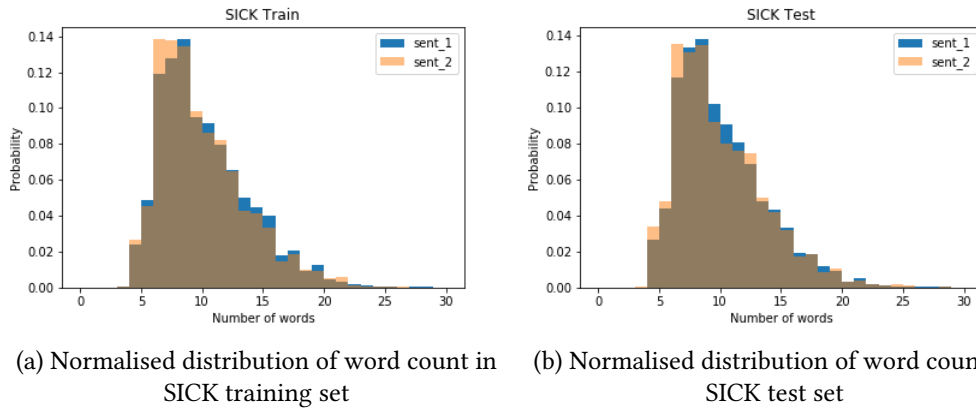 SICK Train
0.14
0.12
0.10
0.08
0.06
0.04
0.02
0.00
Probability
0 5 10 15 20 25 30
Number of words
sent_1
sent_2
SICK Test
0.14
0.12
0.10
0.08
0.06
0.04
0.02
0.00
Probability
0 5 10 15 20 25 30
Number of words
sent_1
sent_2
(a) Normalised distribution of word count in
SICK training set
(b) Normalised distribution of word coun
SICK test set